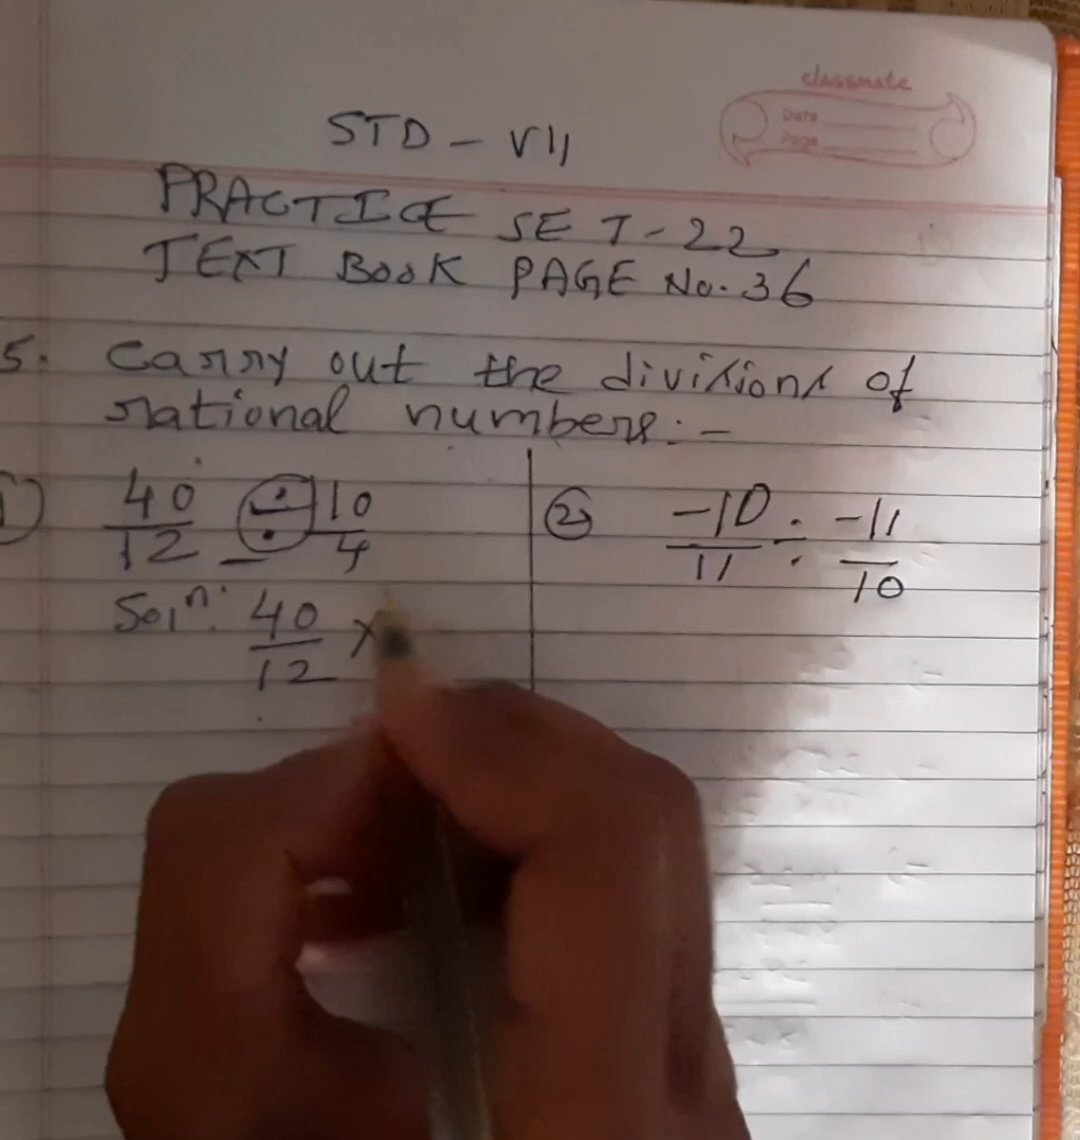 classmate
Date
Page
STD - VII
PRACTICE SET-22
TEXT BOOK PAGE No. 36
5. Carry out the divisions of
rational numbers:-
1) 40/12 ÷ 10/4
② -10/11 ÷ -11/10
Solⁿ: 40/12 ×